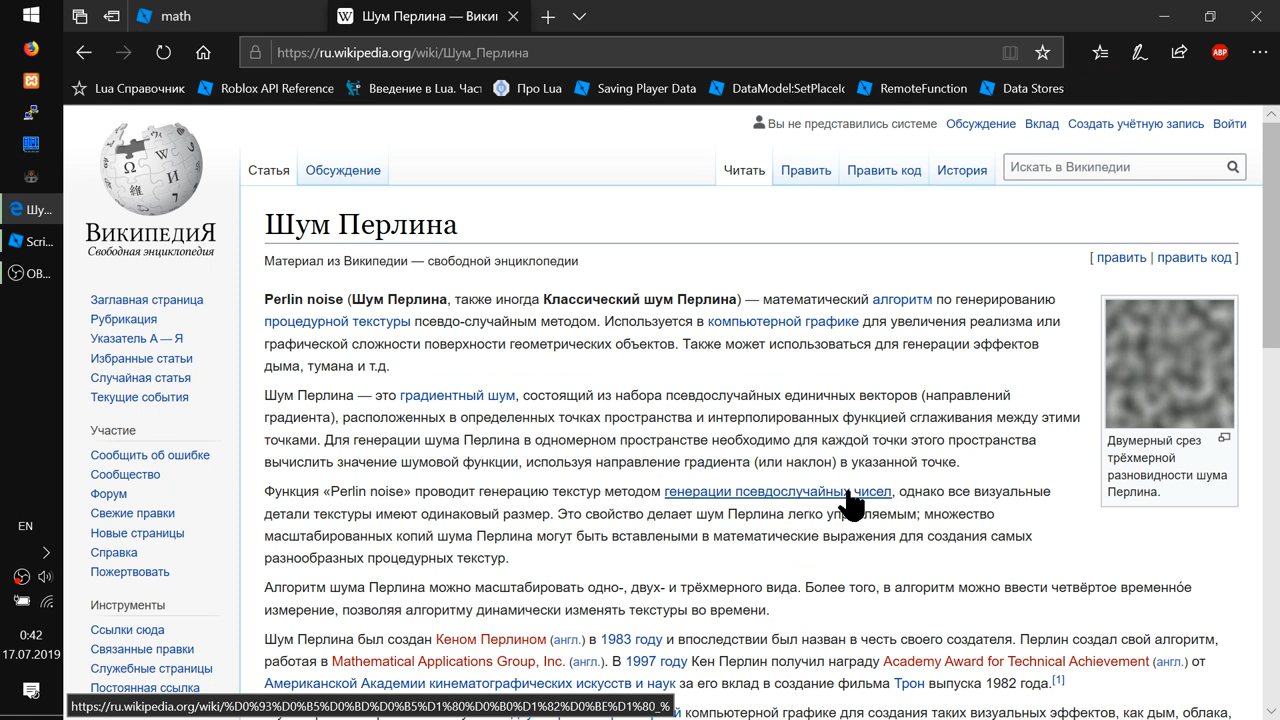 math
Шум Перлина — Вики
https://ru.wikipedia.org/wiki/Шум_Перлина
ABP
Lua Справочник
Roblox API Reference
Введение в Lua. Час
Про Lua
Saving Player Data
DataModel:SetPlaceI
RemoteFunction
Data Stores
Вы не представились системе Обсуждение Вклад Создать учётную запись Войти
Статья Обсуждение Читать Править Править код История Искать в Википедии
ВИКИПЕДИЯ
Свободная энциклопедия
Шу...
Scri...
ОВ...
EN
0:42
17.07.2019
Заглавная страница
Рубрикация
Указатель А — Я
Избранные статьи
Случайная статья
Текущие события
Участие
Сообщить об ошибке
Сообщество
Форум
Свежие правки
Новые страницы
Справка
Пожертвовать
Инструменты
Ссылки сюда
Связанные правки
Служебные страницы
Постоянная ссылка
Шум Перлина
Материал из Википедии — свободной энциклопедии
[ править | править код ]
Perlin noise (Шум Перлина, также иногда Классический шум Перлина) — математический алгоритм по генерированию
процедурной текстуры псевдо-случайным методом. Используется в компьютерной графике для увеличения реализма или
графической сложности поверхности геометрических объектов. Также может использоваться для генерации эффектов
дыма, тумана и т.д.
Шум Перлина — это градиентный шум, состоящий из набора псевдослучайных единичных векторов (направлений
градиента), расположенных в определенных точках пространства и интерполированных функцией сглаживания между этими
точками. Для генерации шума Перлина в одномерном пространстве необходимо для каждой точки этого пространства
вычислить значение шумовой функции, используя направление градиента (или наклон) в указанной точке.
Функция «Perlin noise» проводит генерацию текстур методом генерации псевдослучайных чисел, однако все визуальные
детали текстуры имеют одинаковый размер. Это свойство делает шум Перлина легко управляемым; множество
масштабированных копий шума Перлина могут быть вставлеными в математические выражения для создания самых
разнообразных процедурных текстур.
Алгоритм шума Перлина можно масштабировать одно-, двух- и трёхмерного вида. Более того, в алгоритм можно ввести четвёртое временно́е
измерение, позволяя алгоритму динамически изменять текстуры во времени.
Шум Перлина был создан Кеном Перлином (англ.) в 1983 году и впоследствии был назван в честь своего создателя. Перлин создал свой алгоритм,
работая в Mathematical Applications Group, Inc. (англ.). В 1997 году Кен Перлин получил награду Academy Award for Technical Achievement (англ.) от
Американской Академии кинематографических искусств и наук за его вклад в создание фильма Трон выпуска 1982 года.[1]
й компьютерной графике для создания таких визуальных эффектов, как дым, облака,
Двумерный срез
трёхмерной
разновидности шума
Перлина.
https://ru.wikipedia.org/wiki/%D0%93%D0%B5%D0%BD%D0%B5%D1%80%D0%B0%D1%82%D0%BE%D1%80_%